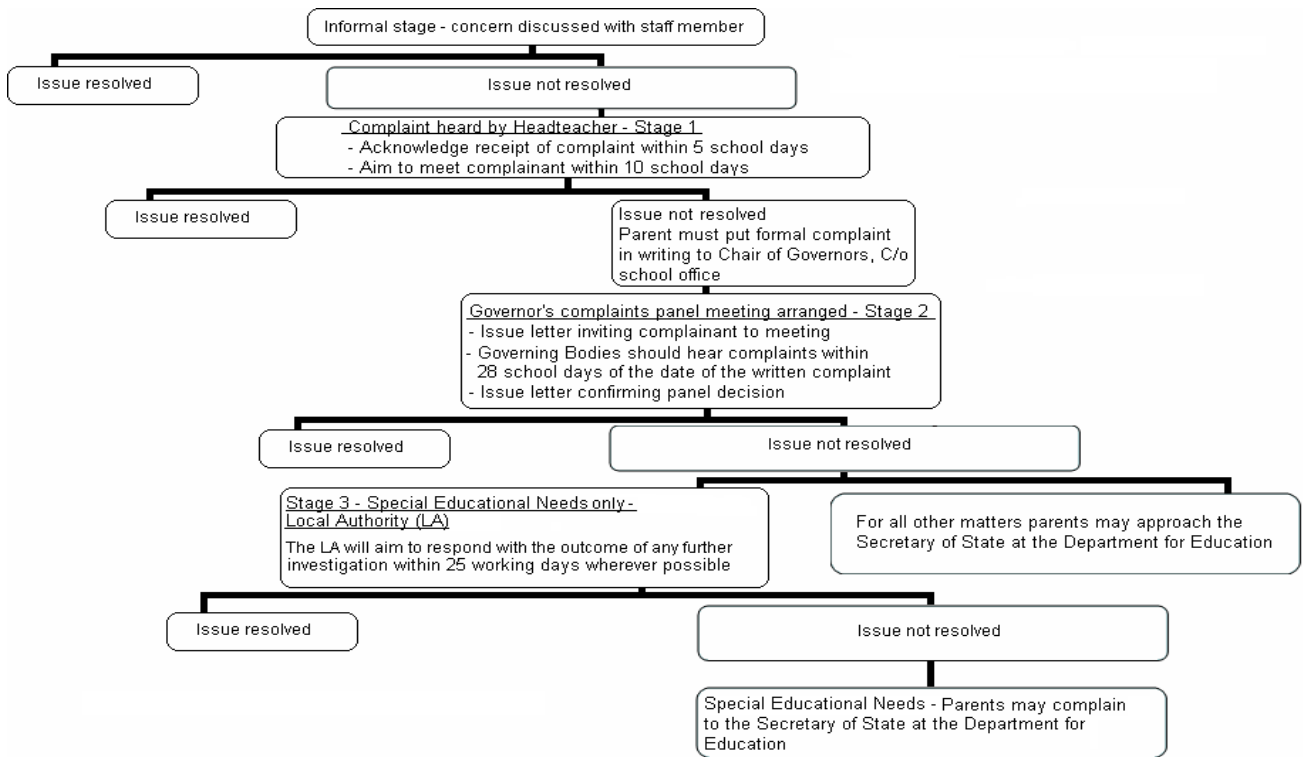 Informal stage - concern discussed with staff member
Issue resolved
Issue not resolved
Complaint heard by Headteacher - Stage 1
- Acknowledge receipt of complaint within 5 school days
- Aim to meet complainant within 10 school days
Issue resolved
Issue not resolved
Parent must put formal complaint
in writing to Chair of Governors, C/o
school office
Governor's complaints panel meeting arranged - Stage 2
- Issue letter inviting complainant to meeting
- Governing Bodies should hear complaints within
28 school days of the date of the written complaint
- Issue letter confirming panel decision
Issue resolved
Issue not resolved
Stage 3 - Special Educational Needs only -
Local Authority (LA)
The LA will aim to respond with the outcome of any further
investigation within 25 working days wherever possible
For all other matters parents may approach the
Secretary of State at the Department for Education
Issue resolved
Issue not resolved
Special Educational Needs - Parents may complain
to the Secretary of State at the Department for
Education